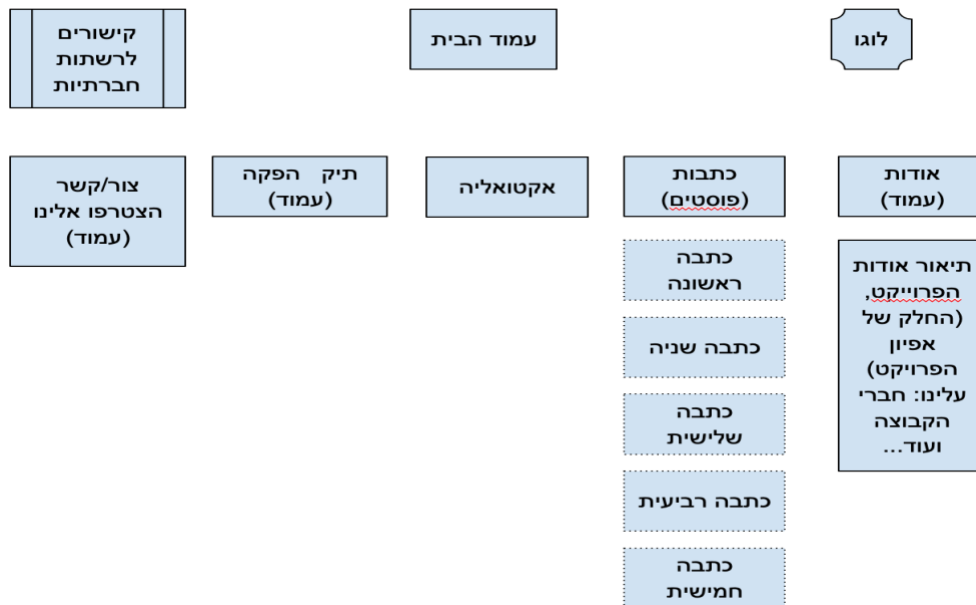 לוגו
עמוד הבית
קישורים
לרשתות
חברתיות
אודות
(עמוד)
כתבות
(פוסטים)
אקטואליה
תיק הפקה
(עמוד)
צור/קשר
הצטרפו אלינו
(עמוד)
תיאור אודות
הפרוייקט,
(החלק של
אפיון
הפרויקט)
עלינו: חברי
הקבוצה
ועוד...
כתבה
ראשונה
כתבה שניה
כתבה
שלישית
כתבה רביעית
כתבה
חמישית